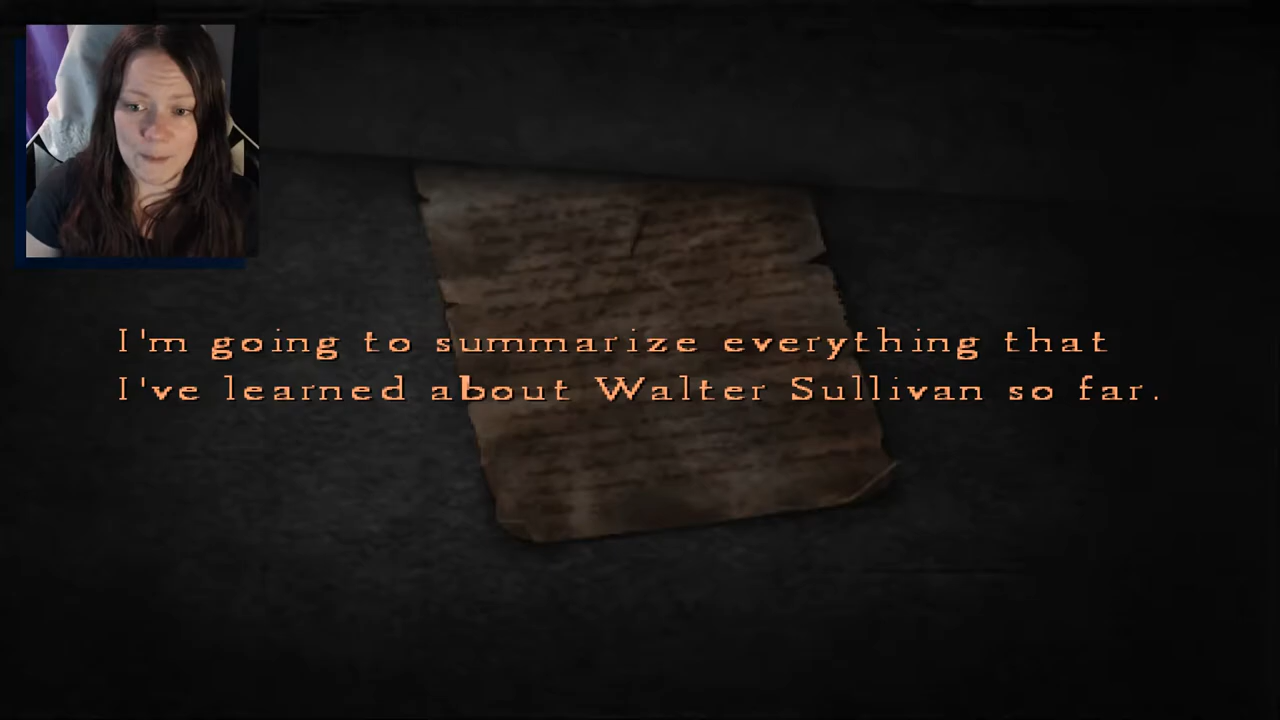 I'm going to summarize everything that
I've learned about Walter Sullivan so far.